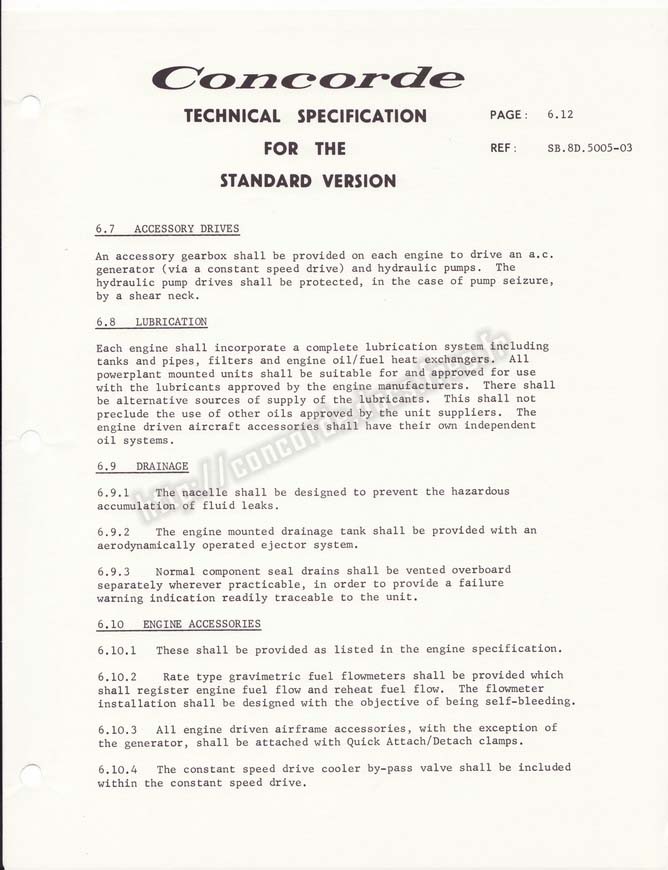 Concorde
TECHNICAL SPECIFICATION
PAGE: 6.12
FOR THE
REF: SB.8D.5005-03
STANDARD VERSION
6.7 ACCESSORY DRIVES
An accessory gearbox shall be provided on each engine to drive an a.c.
generator (via a constant speed drive) and hydraulic pumps. The
hydraulic pump drives shall be protected, in the case of pump seizure,
by a shear neck.
6.8 LUBRICATION
Each engine shall incorporate a complete lubrication system including
tanks and pipes, filters and engine oil/fuel heat exchangers. All
powerplant mounted units shall be suitable for and approved for use
with the lubricants approved by the engine manufacturers. There shall
be alternative sources of supply of the lubricants. This shall not
preclude the use of other oils approved by the unit suppliers. The
engine driven aircraft accessories shall have their own independent
oil systems.
6.9 DRAINAGE
6.9.1 The nacelle shall be designed to prevent the hazardous
accumulation of fluid leaks.
6.9.2 The engine mounted drainage tank shall be provided with an
aerodynamically operated ejector system.
6.9.3 Normal component seal drains shall be vented overboard
separately wherever practicable, in order to provide a failure
warning indication readily traceable to the unit.
6.10 ENGINE ACCESSORIES
6.10.1 These shall be provided as listed in the engine specification.
6.10.2 Rate type gravimetric fuel flowmeters shall be provided which
shall register engine fuel flow and reheat fuel flow. The flowmeter
installation shall be designed with the objective of being self-bleeding.
6.10.3 All engine driven airframe accessories, with the exception of
the generator, shall be attached with Quick Attach/Detach clamps.
6.10.4 The constant speed drive cooler by-pass valve shall be included
within the constant speed drive.